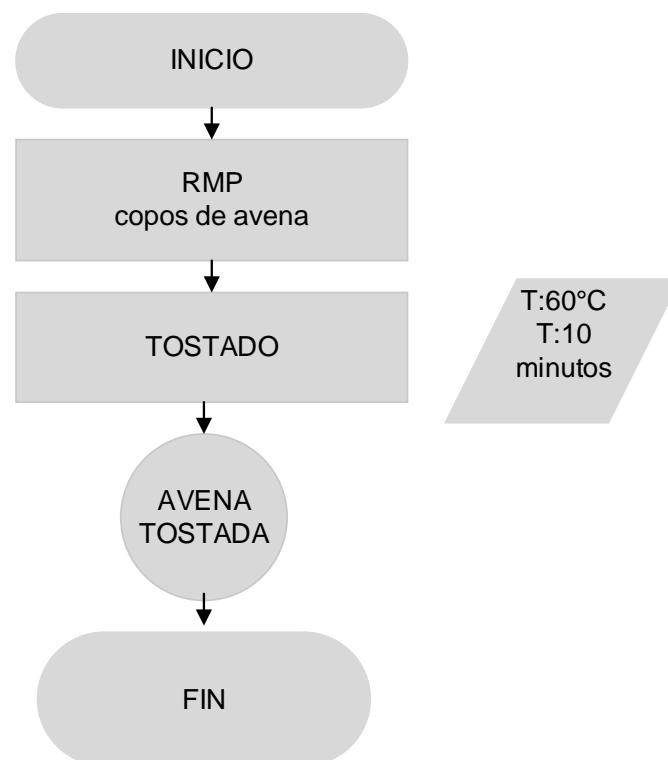 INICIO
RMP
copos de avena
TOSTADO
T:60°C
T:10
minutos
AVENA
TOSTADA
FIN